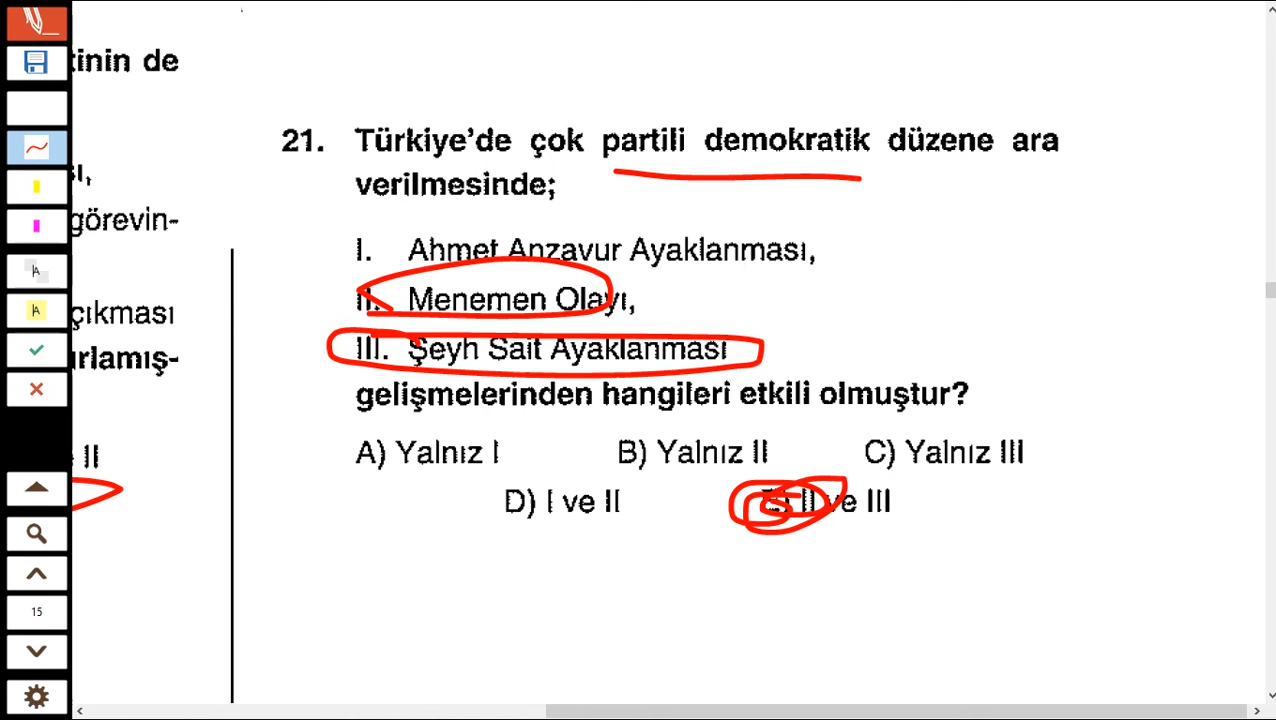 tinin de
ı,
görevin-
çıkması
ırlamış-
e II
21. Türkiye'de çok partili demokratik düzene ara
verilmesinde;
I. Ahmet Anzavur Ayaklanması,
II. Menemen Olayı,
III. Şeyh Sait Ayaklanması
gelişmelerinden hangileri etkili olmuştur?
A) Yalnız I B) Yalnız II C) Yalnız III
D) I ve II E) II ve III
15